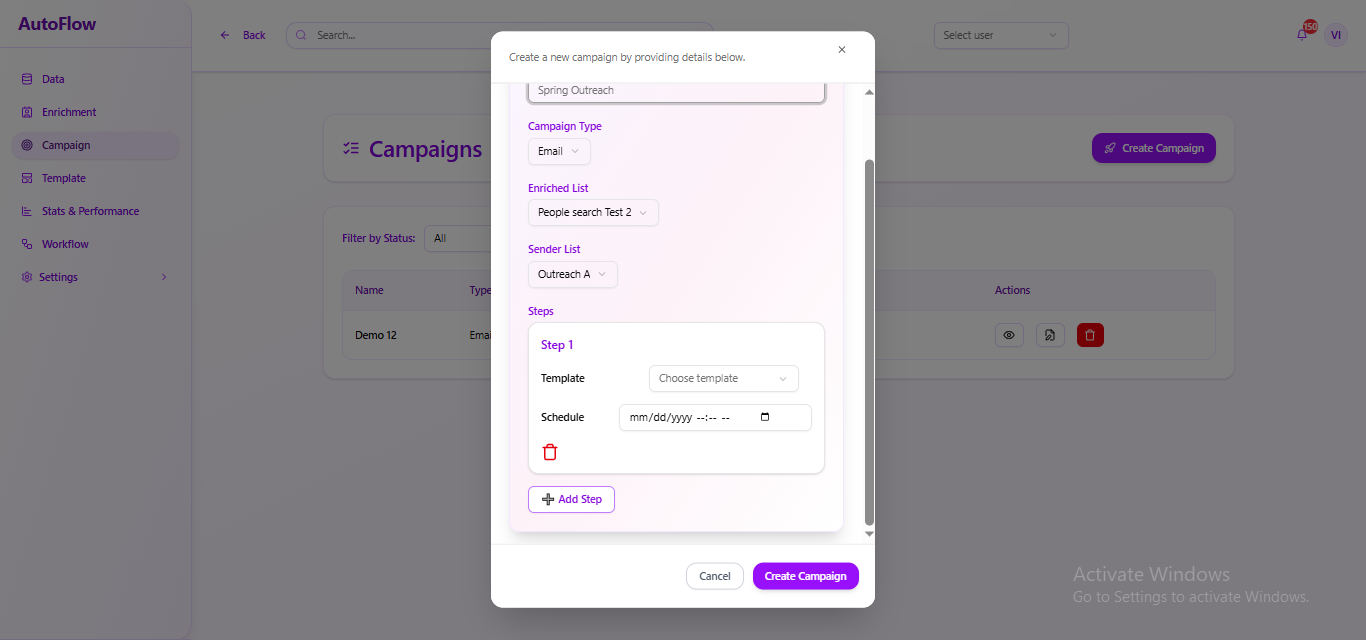 AutoFlow
Back
Search...
Select user
150
VI
Data
Enrichment
Campaign
Template
Stats & Performance
Workflow
Settings
Campaigns
Create Campaign
Filter by Status:
All
Name
Type
Actions
Demo 12
Emai
Create a new campaign by providing details below.
Spring Outreach
Campaign Type
Email
Enriched List
People search Test 2
Sender List
Outreach A
Steps
Step 1
Template
Choose template
Schedule
mm/dd/yyyy --:-- --
Add Step
Cancel
Create Campaign
Activate Windows
Go to Settings to activate Windows.